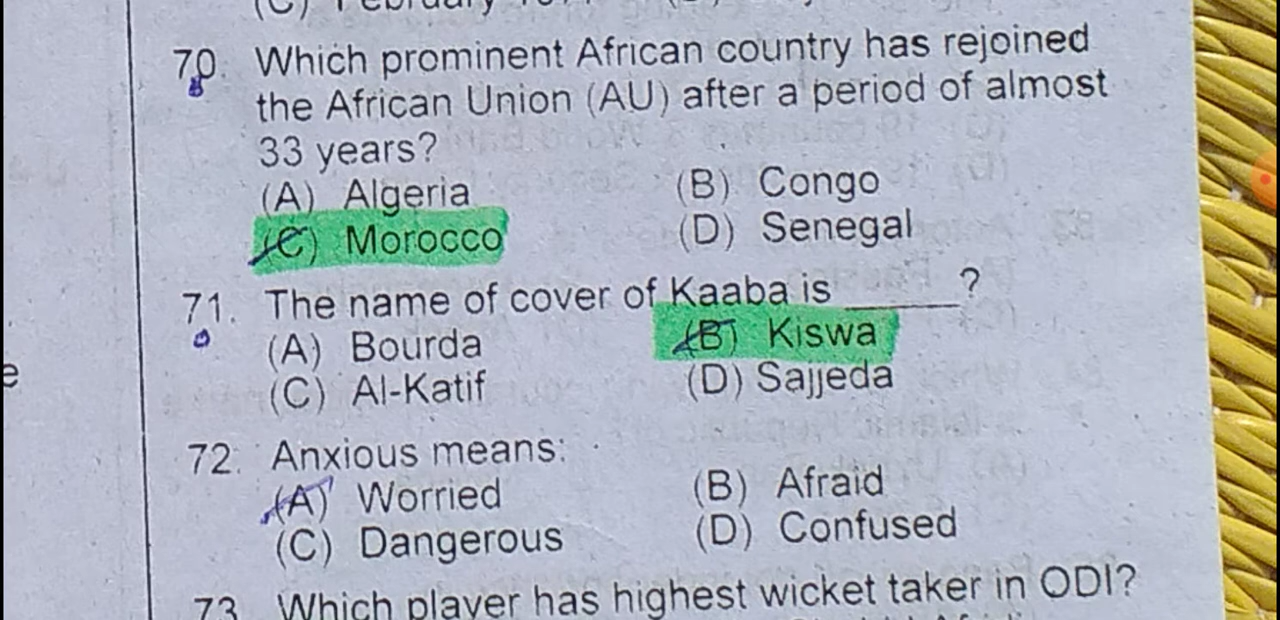 70. Which prominent African country has rejoined
the African Union (AU) after a period of almost
33 years?
(A) Algeria (B) Congo
(C) Morocco (D) Senegal
71. The name of cover of Kaaba is ______?
(A) Bourda (B) Kiswa
(C) Al-Katif (D) Sajjeda
72. Anxious means:
(A) Worried (B) Afraid
(C) Dangerous (D) Confused
73. Which player has highest wicket taker in ODI?